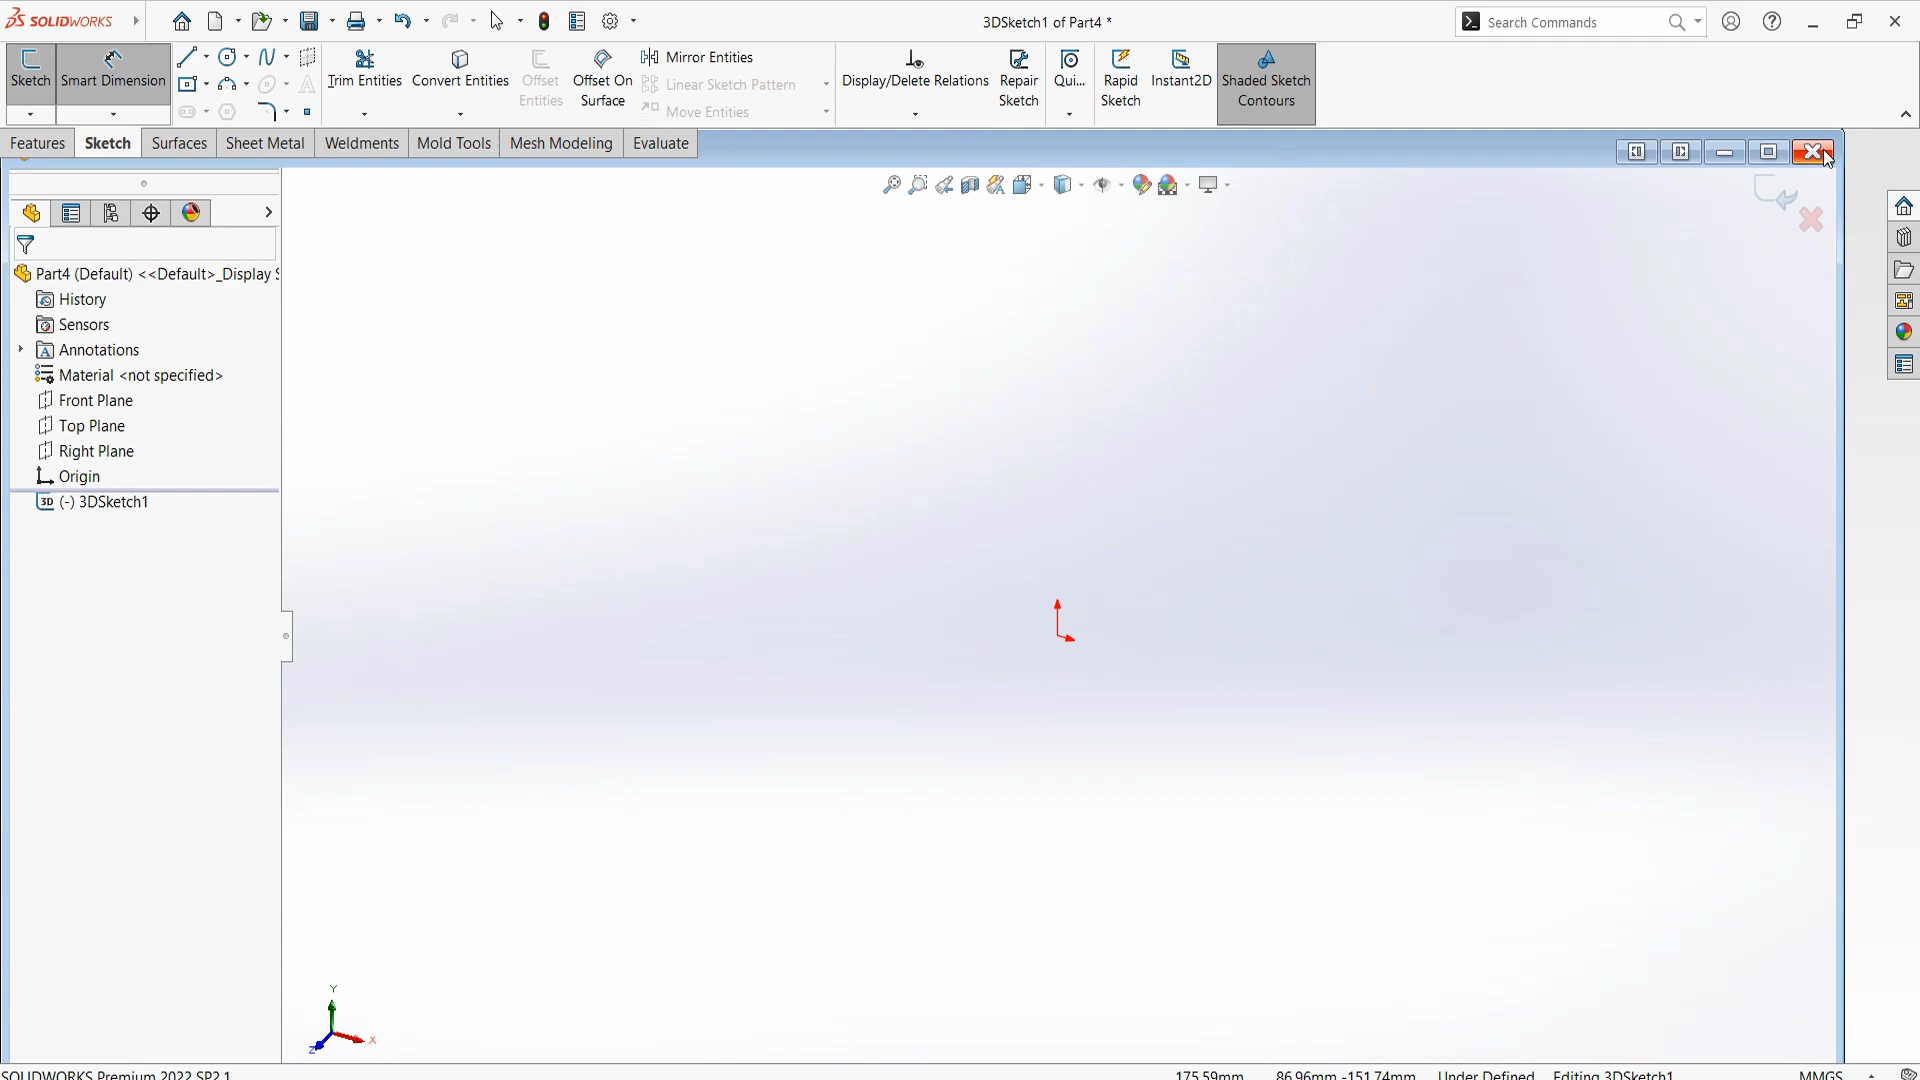 SOLIDWORKS
3DSketch1 of Part4 *
Search Commands
Sketch
Smart Dimension
Trim Entities
Convert Entities
Offset
Entities
Offset On
Surface
Mirror Entities
Linear Sketch Pattern
Move Entities
Display/Delete Relations
Repair
Sketch
Qui...
Rapid
Sketch
Instant2D
Shaded Sketch
Contours
Features
Sketch
Surfaces
Sheet Metal
Weldments
Mold Tools
Mesh Modeling
Evaluate
Part4 (Default) <<Default>_Display S
History
Sensors
Annotations
Material <not specified>
Front Plane
Top Plane
Right Plane
Origin
3D (-) 3DSketch1
Y
X
Z
SOLIDWORKS Premium 2022 SP2.1
175.59mm 86.96mm -151.74mm Under Defined Editing 3DSketch1 MMGS